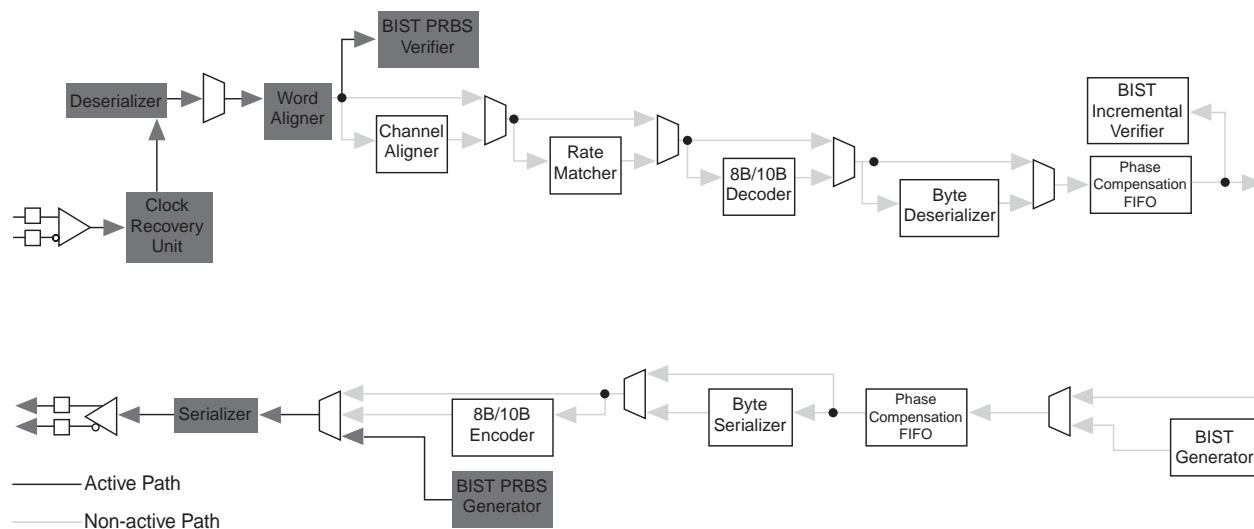 BIST PRBS
Verifier
Deserializer
Word
Aligner
Channel
Aligner
Rate
Matcher
8B/10B
Decoder
Byte
Deserializer
BIST
Incremental
Verifier
Phase
Compensation
FIFO
Clock
Recovery
Unit
Serializer
8B/10B
Encoder
BIST PRBS
Generator
Byte
Serializer
Phase
Compensation
FIFO
BIST
Generator
Active Path
Non-active Path